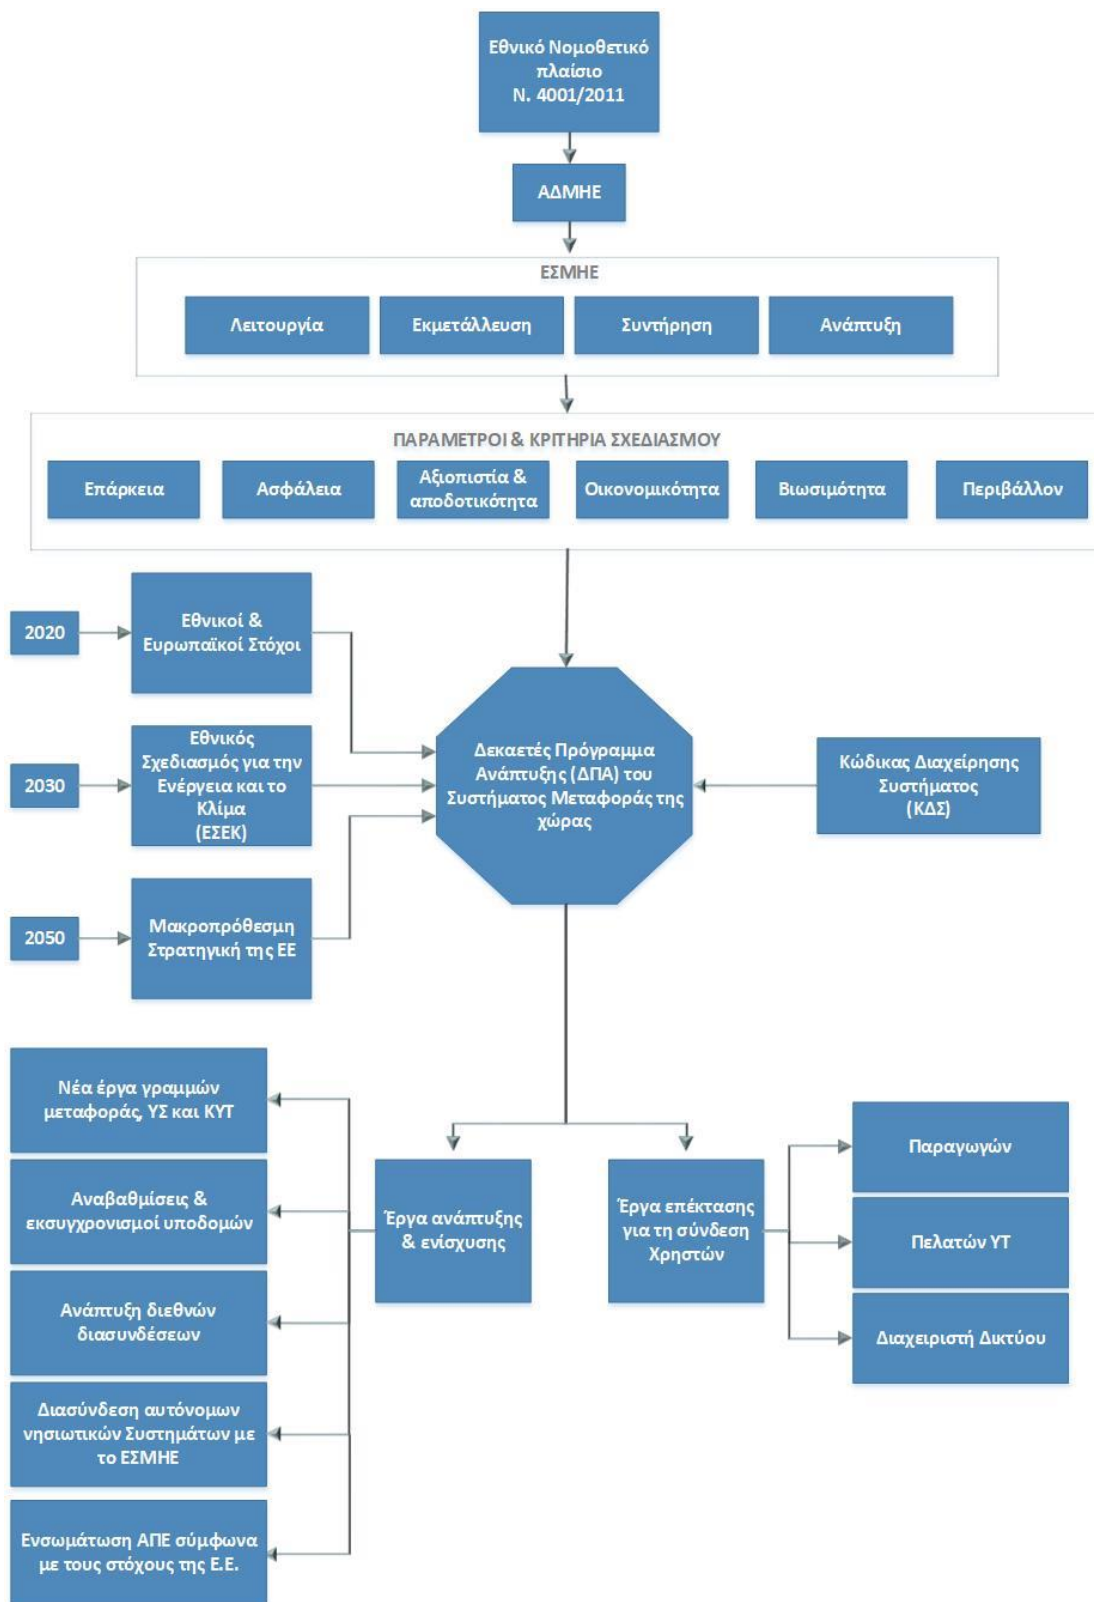 Εθνικό Νομοθετικό
πλαίσιο
Ν. 4001/2011
ΑΔΜΗΕ
ΕΣΜΗΕ
Λειτουργία
Εκμετάλλευση
Συντήρηση
Ανάπτυξη
ΠΑΡΑΜΕΤΡΟΙ & ΚΡΙΤΗΡΙΑ ΣΧΕΔΙΑΣΜΟΥ
Επάρκεια
Ασφάλεια
Αξιοπιστία &
αποδοτικότητα
Οικονομικότητα
Βιωσιμότητα
Περιβάλλον
2020
Εθνικοί &
Ευρωπαϊκοί Στόχοι
2030
Εθνικός
Σχεδιασμός για την
Ενέργεια και το
Κλίμα
(ΕΣΕΚ)
2050
Μακροπρόθεσμη
Στρατηγική της ΕΕ
Δεκαετές Πρόγραμμα
Ανάπτυξης (ΔΠΑ) του
Συστήματος Μεταφοράς της
χώρας
Κώδικας Διαχείρησης
Συστήματος
(ΚΔΣ)
Νέα έργα γραμμών
μεταφοράς, ΥΣ και ΚΥΤ
Αναβαθμίσεις &
εκσυγχρονισμοί υποδομών
Ανάπτυξη διεθνών
διασυνδέσεων
Διασύνδεση αυτόνομων
νησιωτικών Συστημάτων με
το ΕΣΜΗΕ
Ενσωμάτωση ΑΠΕ σύμφωνα
με τους στόχους της Ε.Ε.
Έργα ανάπτυξης
& ενίσχυσης
Έργα επέκτασης
για τη σύνδεση
Χρηστών
Παραγωγών
Πελατών ΥΤ
Διαχειριστή Δικτύου